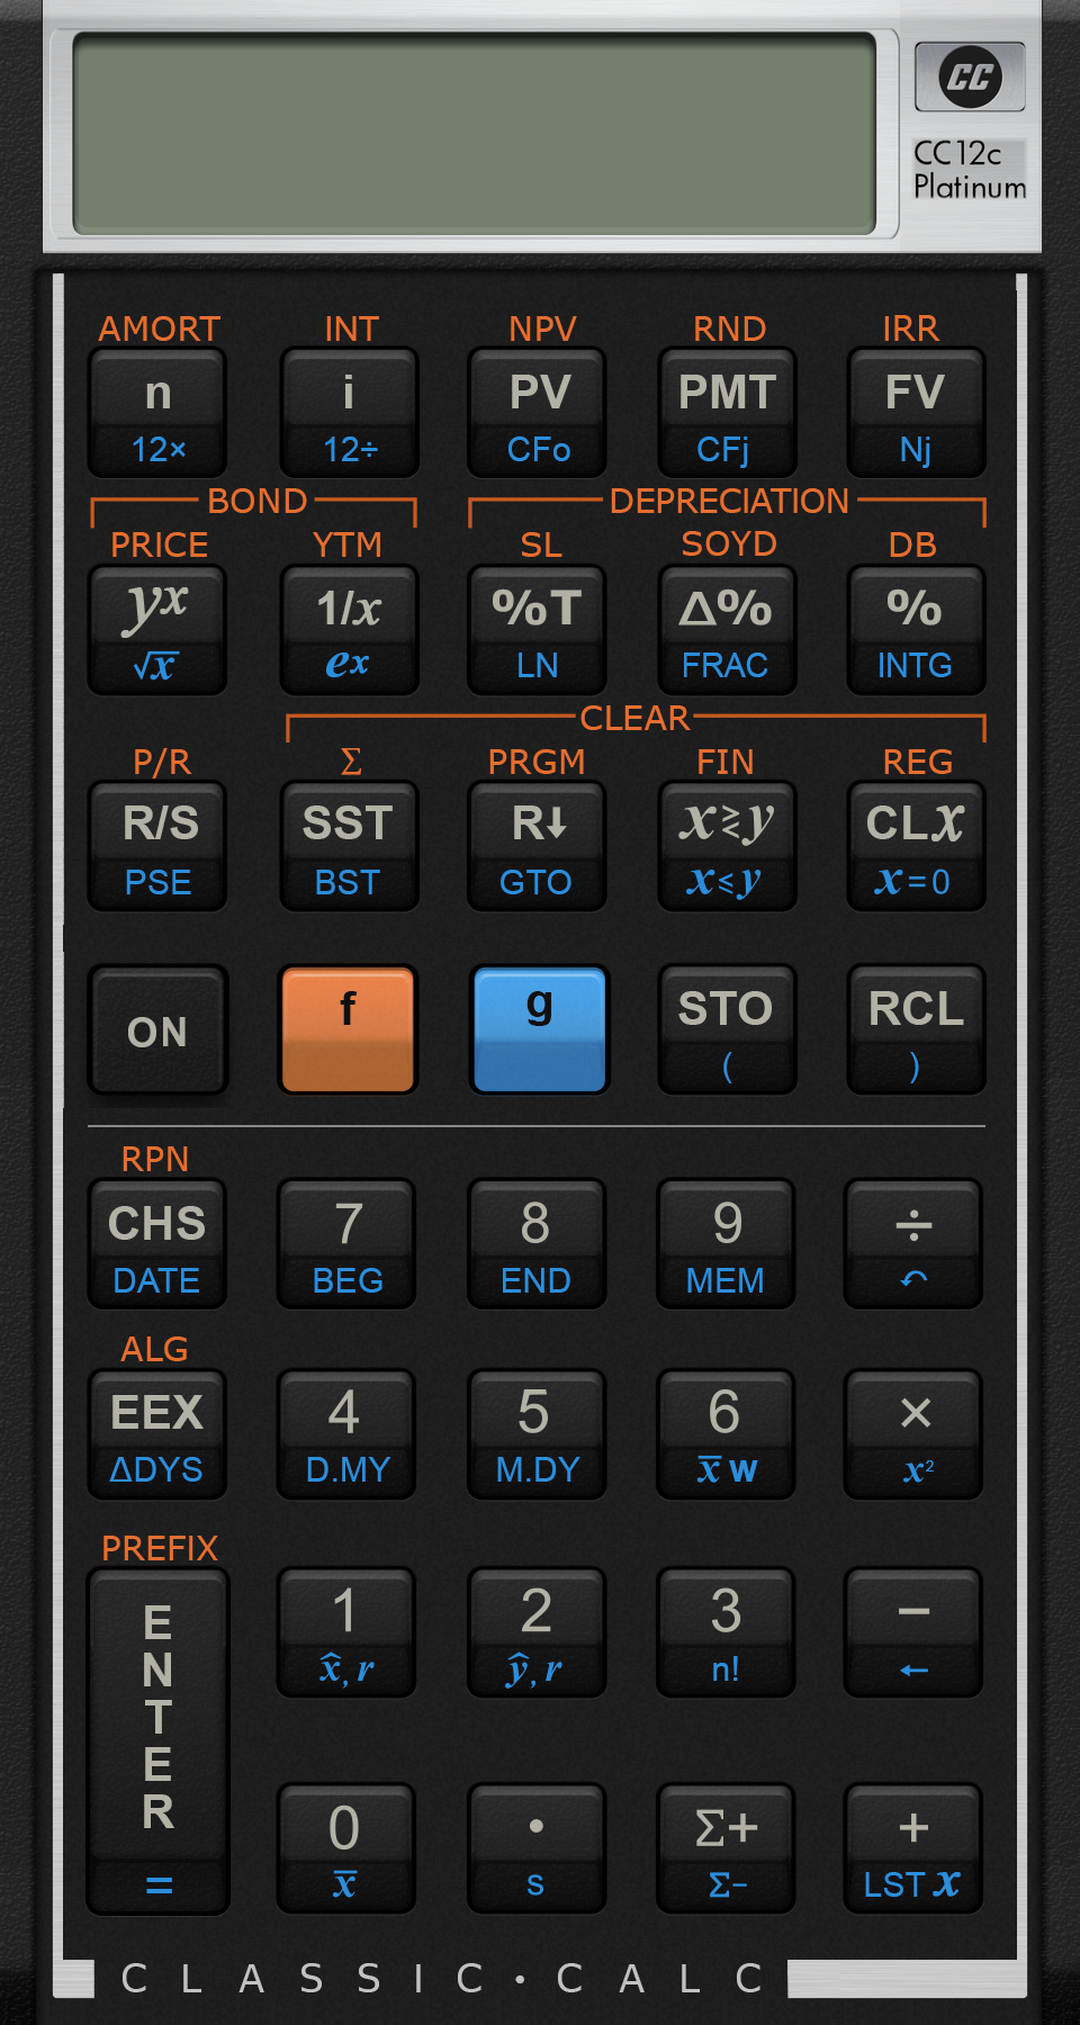 CC
CC12c
Platinum
AMORT INT NPV RND IRR
n i PV PMT FV
12× 12÷ CFo CFj Nj
BOND DEPRECIATION
PRICE YTM SL SOYD DB
yˣ 1/x %T Δ% %
√x eˣ LN FRAC INTG
CLEAR
P/R Σ PRGM FIN REG
R/S SST R⬇ x≷y CLx
PSE BST GTO x≤y x=0
ON f g STO RCL
( )
RPN
CHS 7 8 9 ÷
DATE BEG END MEM ↶
ALG
EEX 4 5 6 ×
ΔDYS D.MY M.DY x̅ w x²
PREFIX
ENTER 1 2 3 −
x̂, r ŷ, r n! ←
0 • Σ+ +
= x̅ s Σ− LST x
CLASSIC•CALC